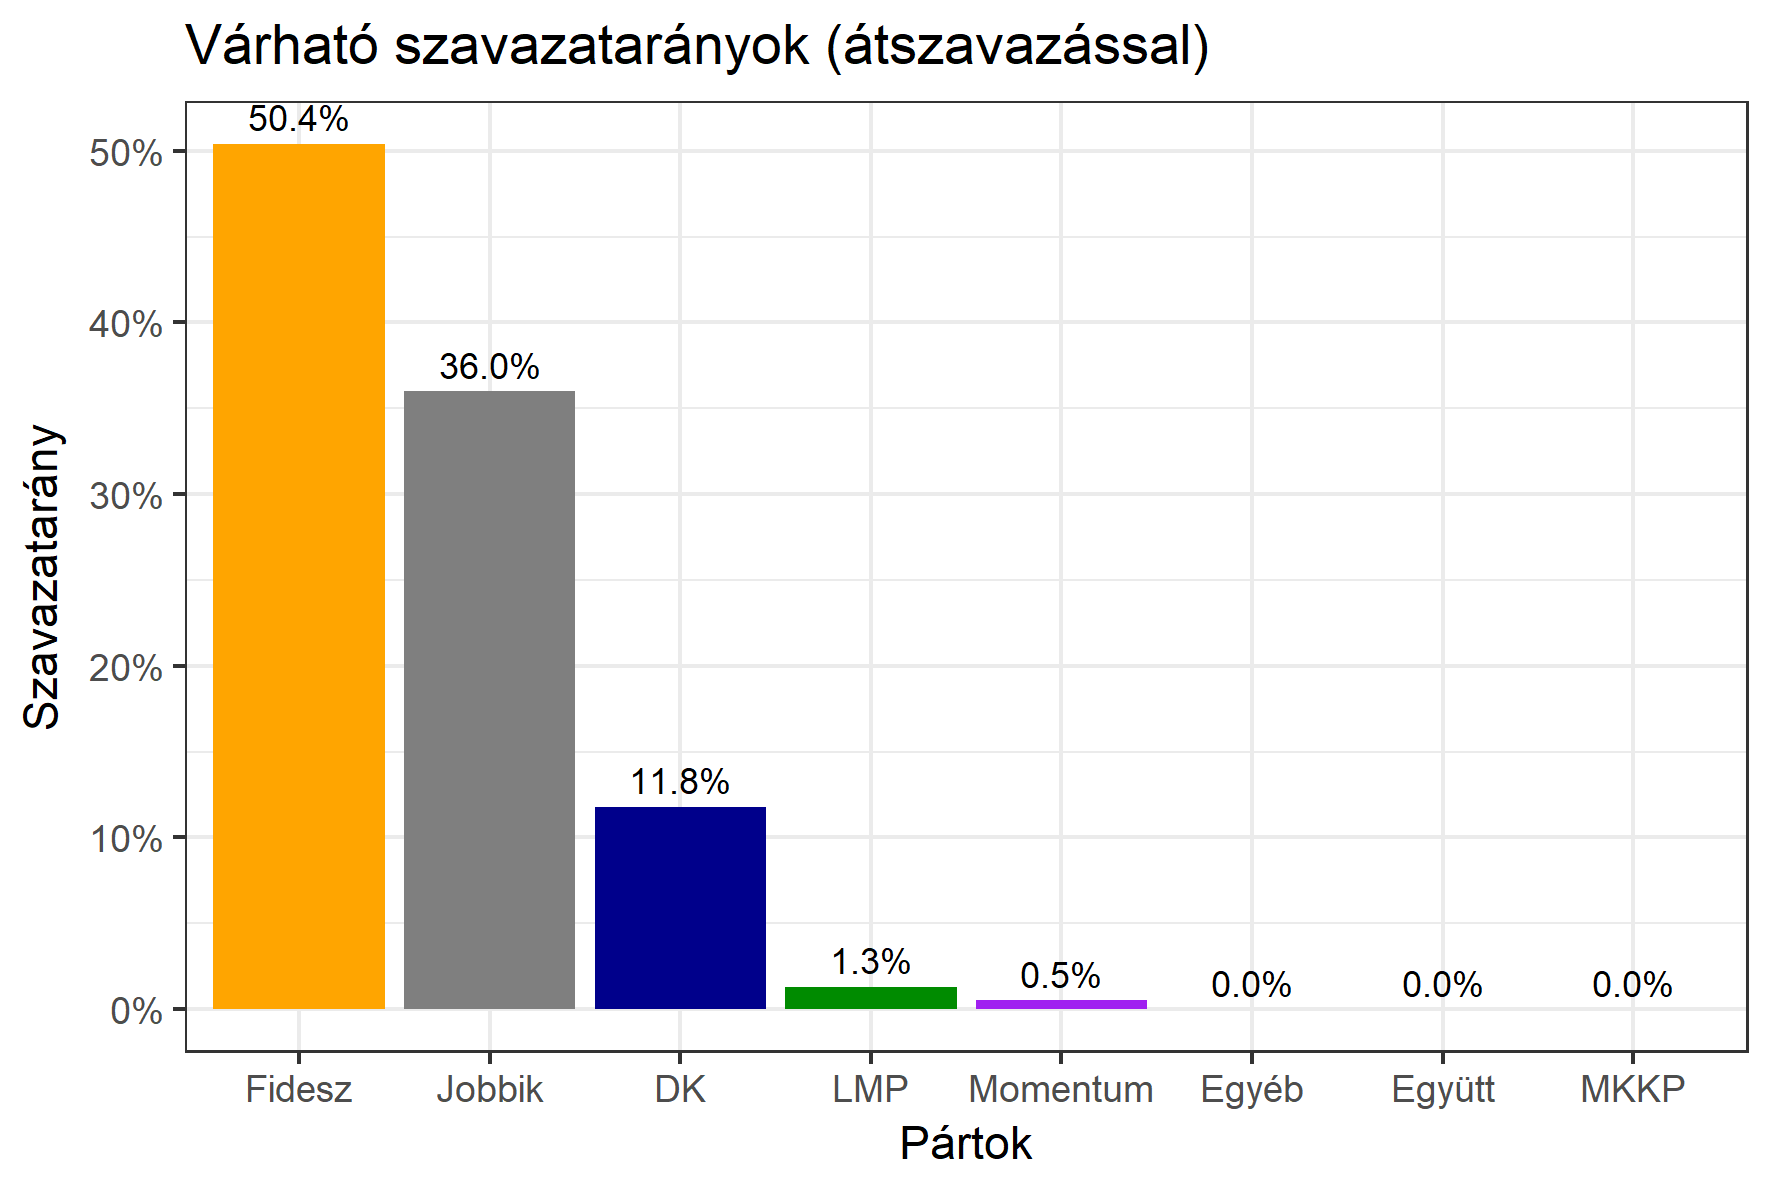 Várható szavazatarányok (átszavazással)
50.4%
36.0%
11.8%
1.3%
0.5%
0.0%
0.0%
0.0%
50%
40%
30%
20%
10%
0%
Szavazatarány
Fidesz
Jobbik
DK
LMP
Momentum
Egyéb
Együtt
MKKP
Pártok